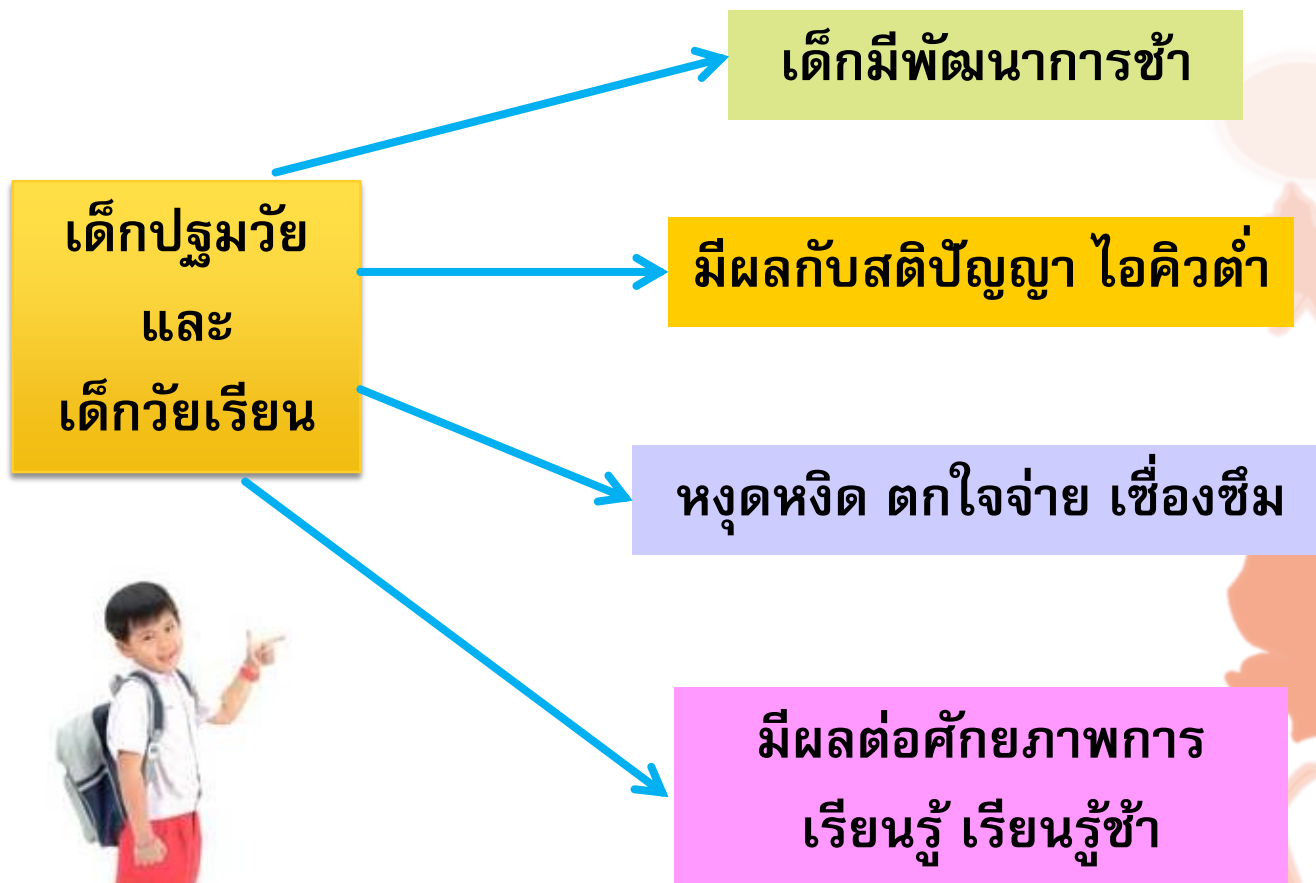 เด็กมีพัฒนาการช้า
เด็กปฐมวัย
และ
เด็กวัยเรียน
มีผลกับสติปัญญา ไอคิวต่ำ
หงุดหงิด ตกใจจ่าย เซื่องซึม
มีผลต่อศักยภาพการ
เรียนรู้ เรียนรู้ช้า